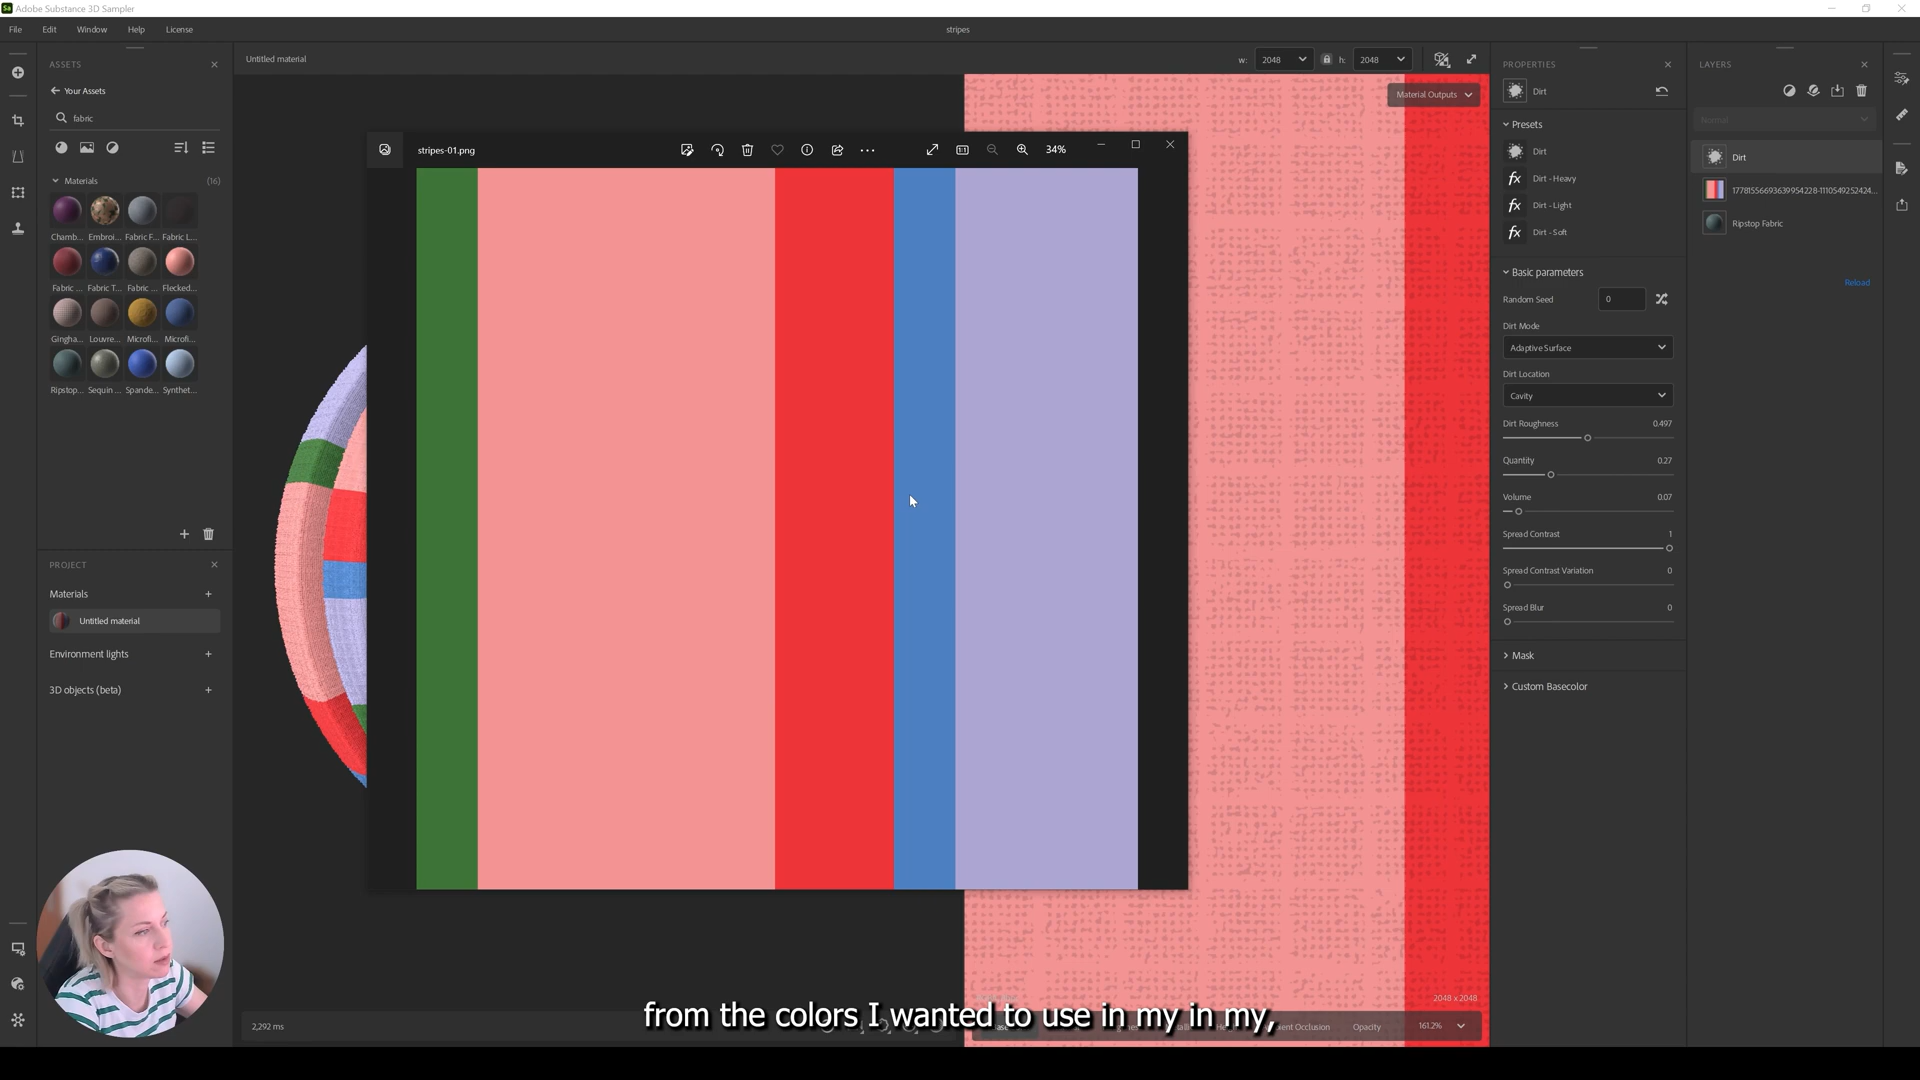 Adobe Substance 3D Sampler
File Edit Window Help License
stripes
ASSETS
Your Assets
fabric
Materials (16)
Chamb... Embroi... Fabric F... Fabric L...
Fabric ... Fabric T... Fabric ... Flecked...
Gingha... Louvre... Microfi... Microfi...
Ripstop... Sequin ... Spande... Synthet...
PROJECT
Materials
Untitled material
Environment lights
3D objects (beta)
Untitled material
w: 2048 h: 2048
Material Outputs
stripes-01.png
34%
2048 x 2048
2,292 ms
Opacity
161.2%
from the colors I wanted to use in my in my,
PROPERTIES
Dirt
Presets
Dirt
Dirt - Heavy
Dirt - Light
Dirt - Soft
Basic parameters
Random Seed 0
Dirt Mode
Adaptive Surface
Dirt Location
Cavity
Dirt Roughness 0.497
Quantity 0.27
Volume 0.07
Spread Contrast 1
Spread Contrast Variation 0
Spread Blur 0
Mask
Custom Basecolor
LAYERS
Normal
Dirt
Ripstop Fabric
Reload